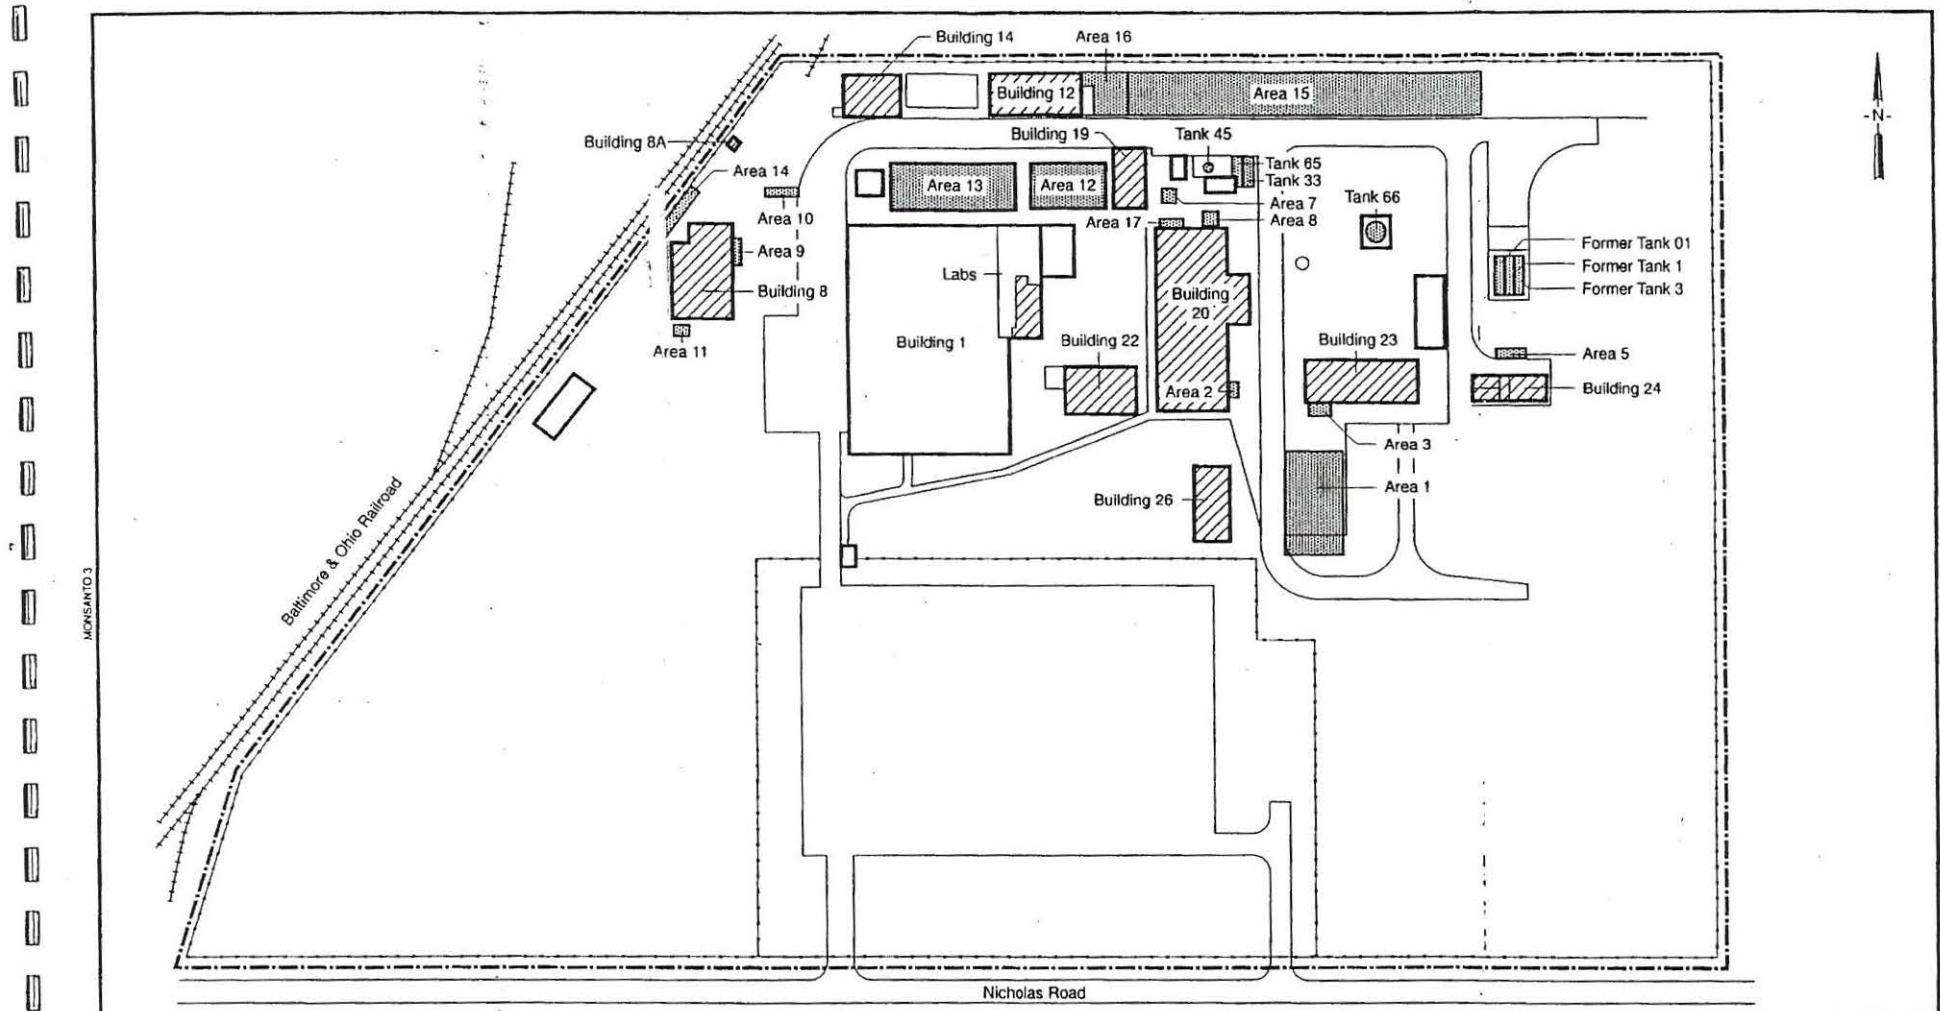 Building 14
Area 16
Building 12
Area 15
-N-
Building 8A
Building 19
Tank 45
Area 14
Tank 65
Area 13
Area 12
Tank 33
Area 10
Area 7
Tank 66
Area 17
Area 8
Area 9
Former Tank 01
Labs
Former Tank 1
Building 8
Building 20
Former Tank 3
Building 1
Building 22
Building 23
Area 11
Area 5
Area 2
Building 24
Area 3
Area 1
Building 26
Baltimore & Ohio Railroad
MONSANTO 3
Nicholas Road